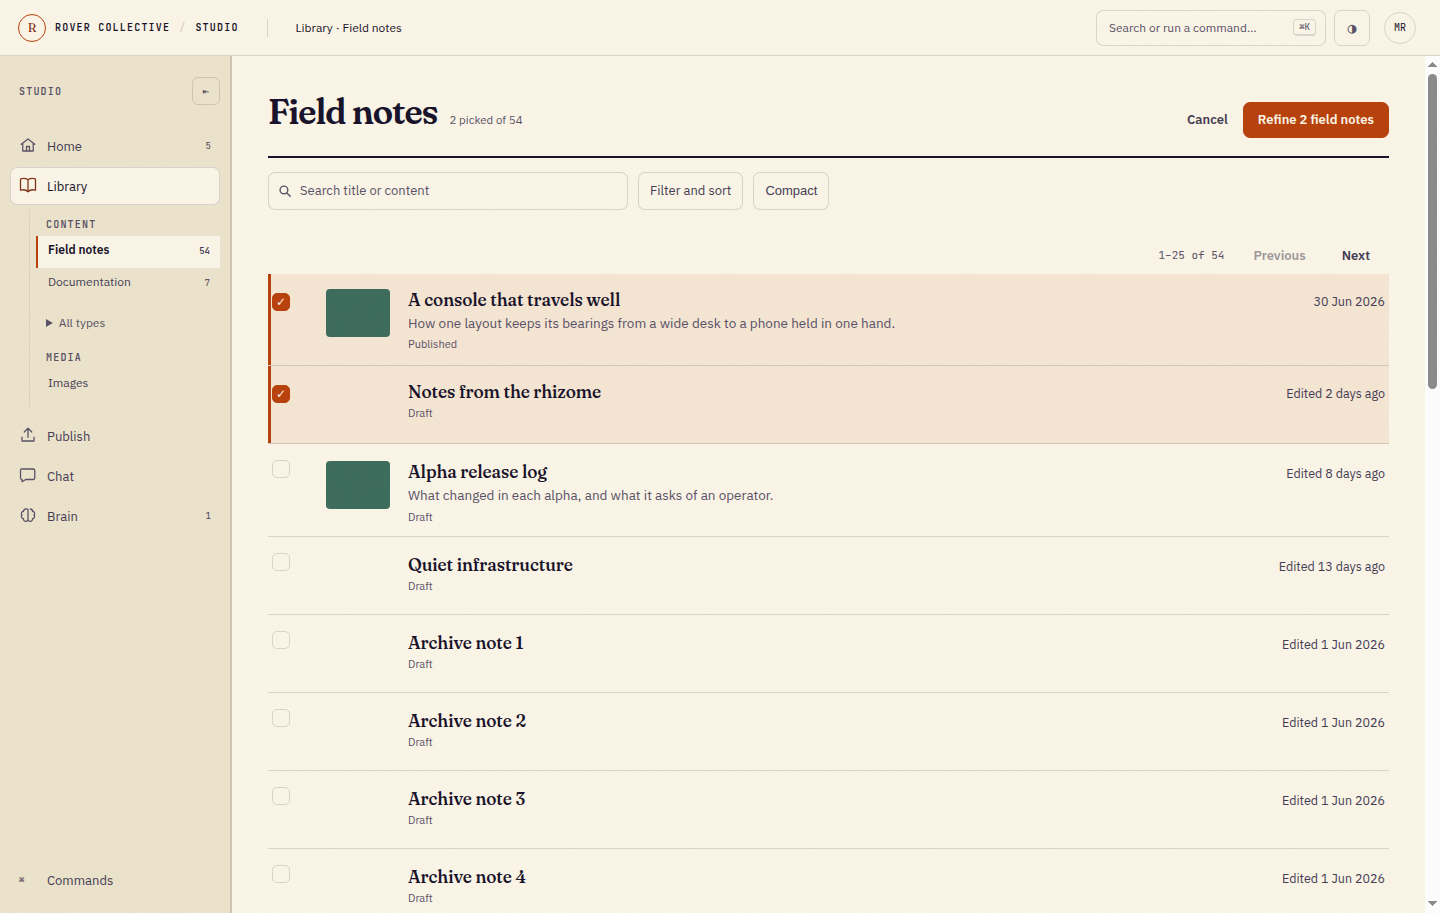 R ROVER COLLECTIVE / STUDIO
Library · Field notes
Search or run a command... ⌘K
MR
STUDIO
Home 5
Library
CONTENT
Field notes 54
Documentation 7
All types
MEDIA
Images
Publish
Chat
Brain 1
⌘ Commands
Field notes 2 picked of 54
Cancel
Refine 2 field notes
Search title or content
Filter and sort
Compact
1–25 of 54 Previous Next
A console that travels well 30 Jun 2026
How one layout keeps its bearings from a wide desk to a phone held in one hand.
Published
Notes from the rhizome Edited 2 days ago
Draft
Alpha release log Edited 8 days ago
What changed in each alpha, and what it asks of an operator.
Draft
Quiet infrastructure Edited 13 days ago
Draft
Archive note 1 Edited 1 Jun 2026
Draft
Archive note 2 Edited 1 Jun 2026
Draft
Archive note 3 Edited 1 Jun 2026
Draft
Archive note 4 Edited 1 Jun 2026
Draft